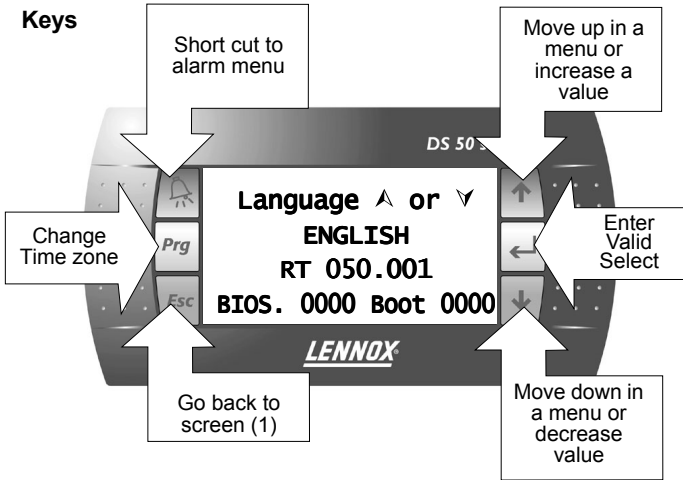 Keys
Short cut to
alarm menu
Move up in a
menu or
increase a
value
DS 50
Change
Time zone
Prg
Esc
Language ⮝ or ⮟
ENGLISH
RT 050.001
BIOS. 0000 Boot 0000
Enter
Valid
Select
LENNOX
Go back to
screen (1)
Move down in
a menu or
decrease
value